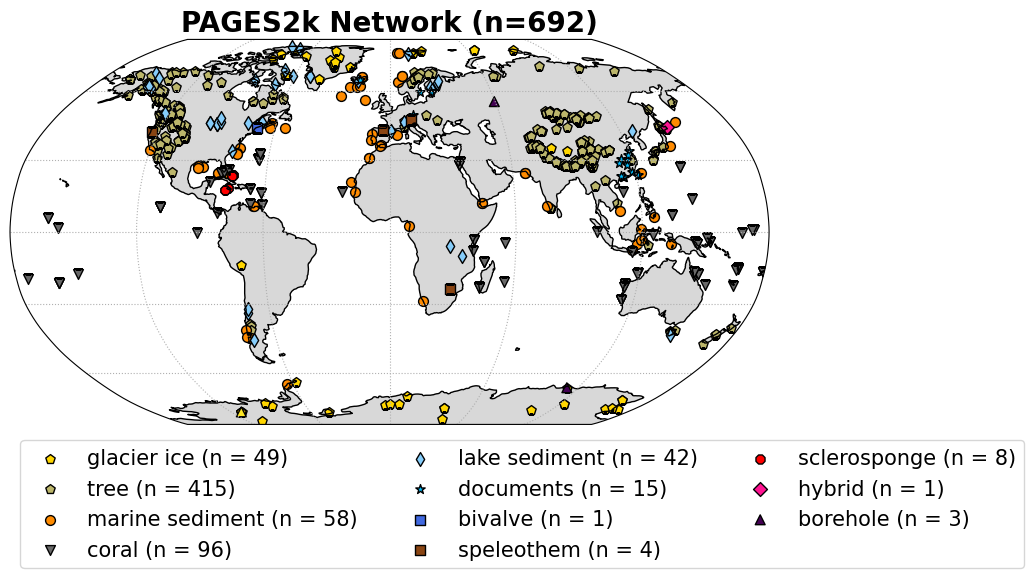 PAGES2k Network (n=692)
glacier ice (n = 49)
tree (n = 415)
marine sediment (n = 58)
coral (n = 96)
lake sediment (n = 42)
documents (n = 15)
bivalve (n = 1)
speleothem (n = 4)
sclerosponge (n = 8)
hybrid (n = 1)
borehole (n = 3)